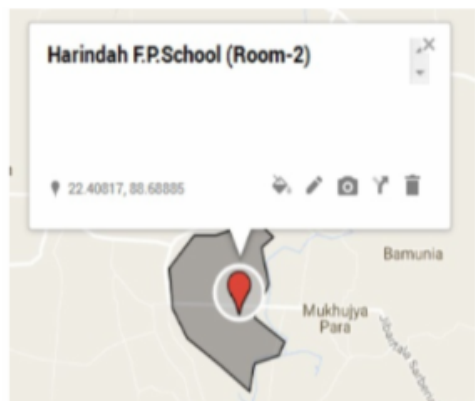 Harindah F.P.School (Room-2)
22.40817, 88.68885
Bamunia
Mukhujya
Para